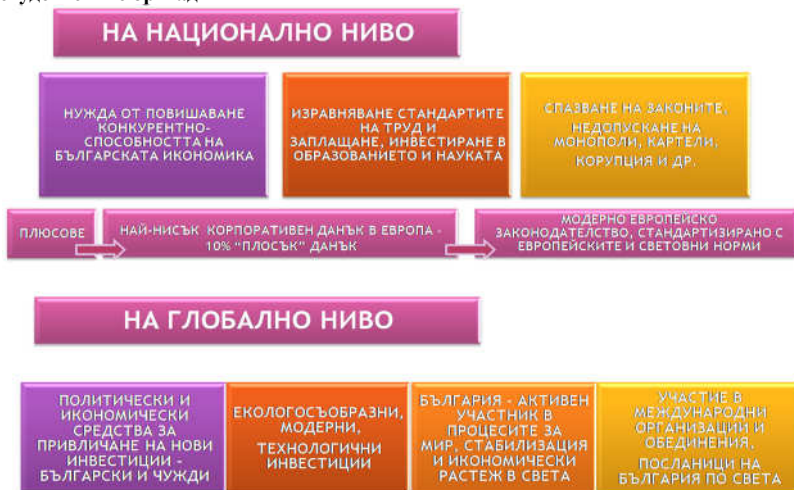 НА НАЦИОНАЛНО НИВО
НУЖДА ОТ ПОВИШАВАНЕ
КОНКУРЕНТНО-
СПОСОБНОСТТА НА
БЪЛГАРСКАТА ИКОНОМИКА
ИЗРАВНЯВАНЕ СТАНДАРТИТЕ
НА ТРУД И
ЗАПЛАЩАНЕ, ИНВЕСТИРАНЕ В
ОБРАЗОВАНИЕТО И НАУКАТА
СПАЗВАНЕ НА ЗАКОНИТЕ,
НЕДОПУСКАНЕ НА
МОНОПОЛИ, КАРТЕЛИ,
КОРУПЦИЯ И ДР.
ПЛЮСОВЕ
НАЙ-НИСЪК КОРПОРАТИВЕН ДАНЪК В ЕВРОПА -
10% "ПЛОСЪК" ДАНЪК
МОДЕРНО ЕВРОПЕЙСКО
ЗАКОНОДАТЕЛСТВО, СТАНДАРТИЗИРАНО С
ЕВРОПЕЙСКИТЕ И СВЕТОВНИ НОРМИ
НА ГЛОБАЛНО НИВО
ПОЛИТИЧЕСКИ И
ИКОНОМИЧЕСКИ
СРЕДСТВА ЗА
ПРИВЛИЧАНЕ НА НОВИ
ИНВЕСТИЦИИ -
БЪЛГАРСКИ И ЧУЖДИ
ЕКОЛОГОСЪОБРАЗНИ,
МОДЕРНИ,
ТЕХНОЛОГИЧНИ
ИНВЕСТИЦИИ
БЪЛГАРИЯ - АКТИВЕН
УЧАСТНИК В
ПРОЦЕСИТЕ ЗА
МИР, СТАБИЛИЗАЦИЯ
И ИКОНОМИЧЕСКИ
РАСТЕЖ В СВЕТА
УЧАСТИЕ В
МЕЖДУНАРОДНИ
ОРГАНИЗАЦИИ И
ОБЕДИНЕНИЯ,
ПОСЛАНИЦИ НА
БЪЛГАРИЯ ПО СВЕТА